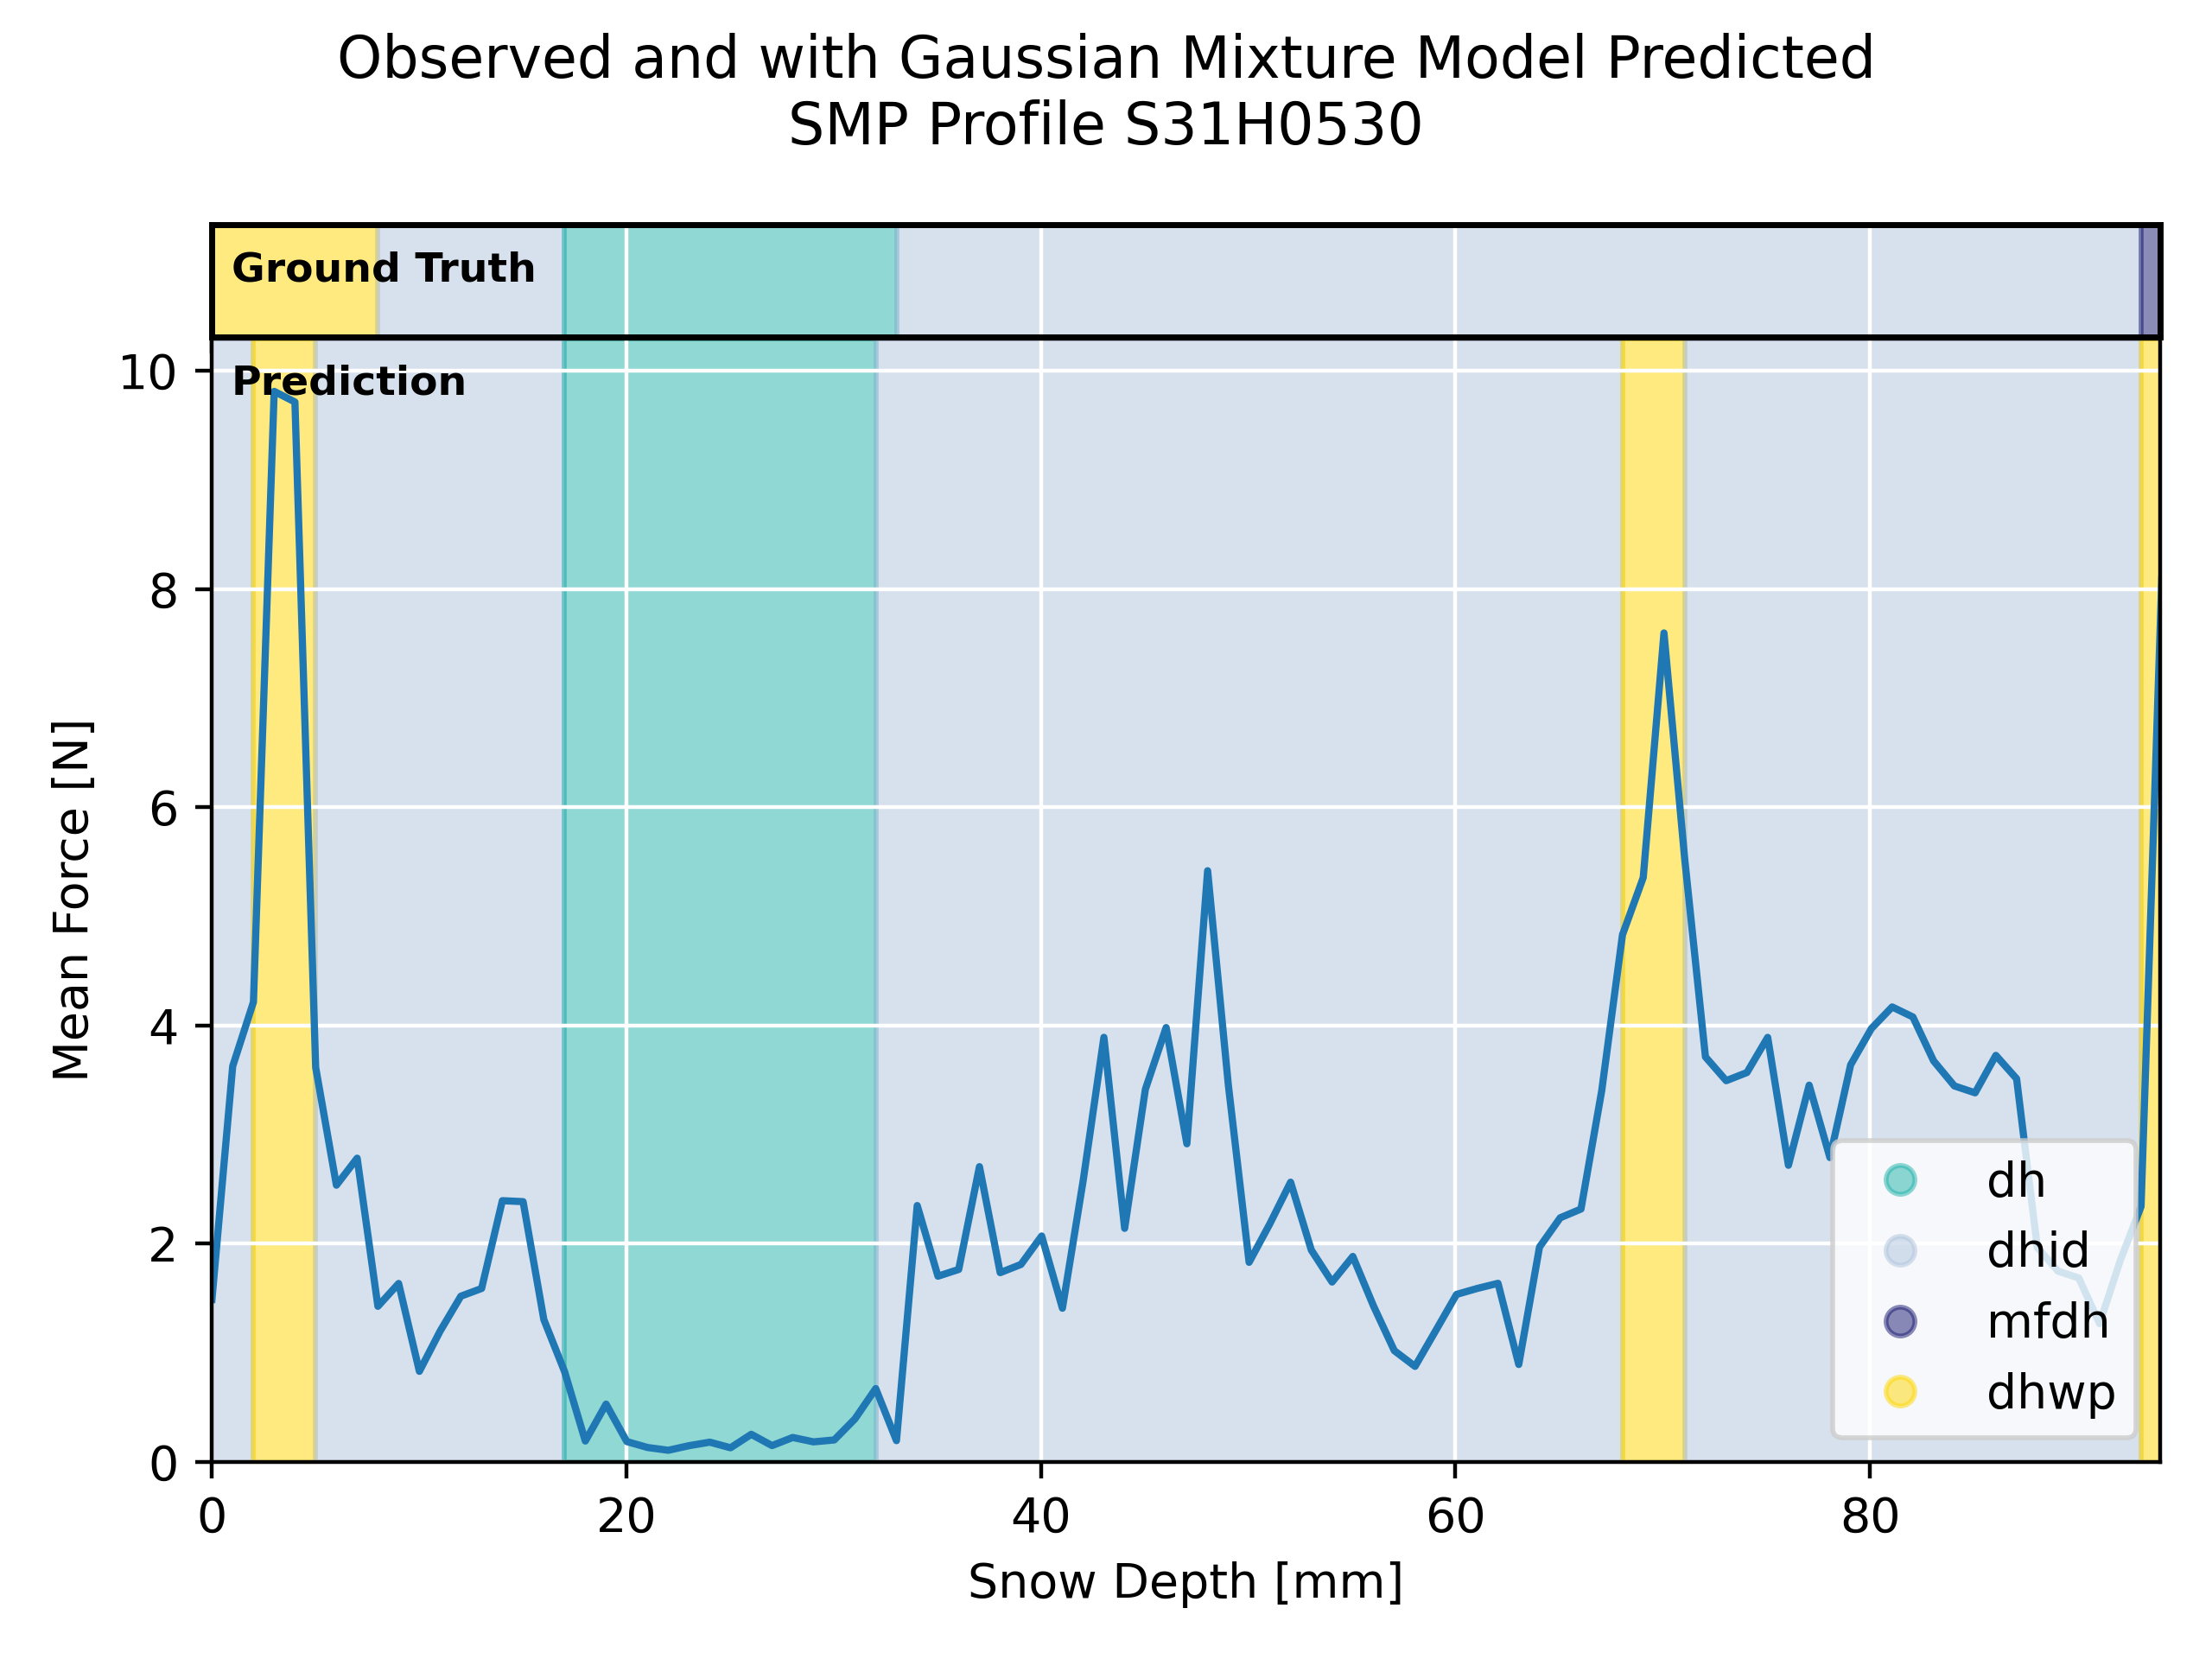 Observed and with Gaussian Mixture Model Predicted
SMP Profile S31H0530
Ground Truth
Prediction
10
8
6
4
2
0
Mean Force [N]
dh
dhid
mfdh
dhwp
0 20 40 60 80
Snow Depth [mm]